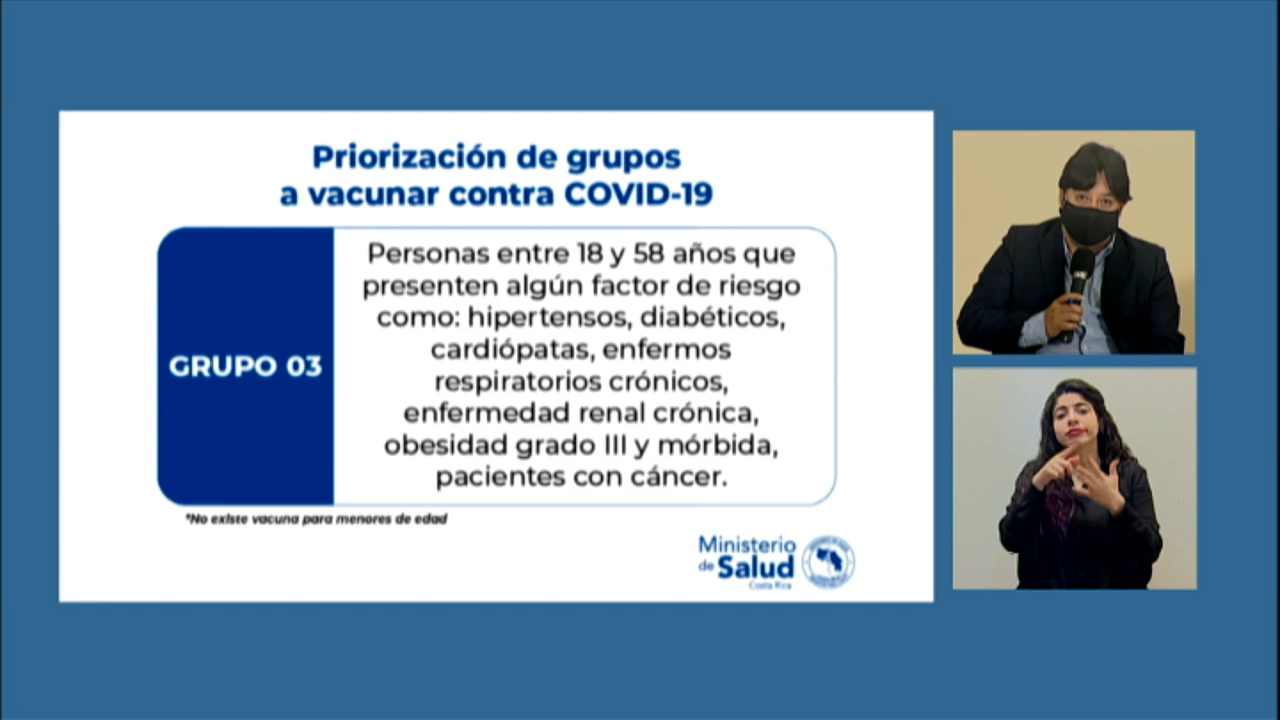 Priorización de grupos
a vacunar contra COVID-19
GRUPO 03
Personas entre 18 y 58 años que
presenten algún factor de riesgo
como: hipertensos, diabéticos,
cardiópatas, enfermos
respiratorios crónicos,
enfermedad renal crónica,
obesidad grado III y mórbida,
pacientes con cáncer.
*No existe vacuna para menores de edad
Ministerio
de Salud
Costa Rica